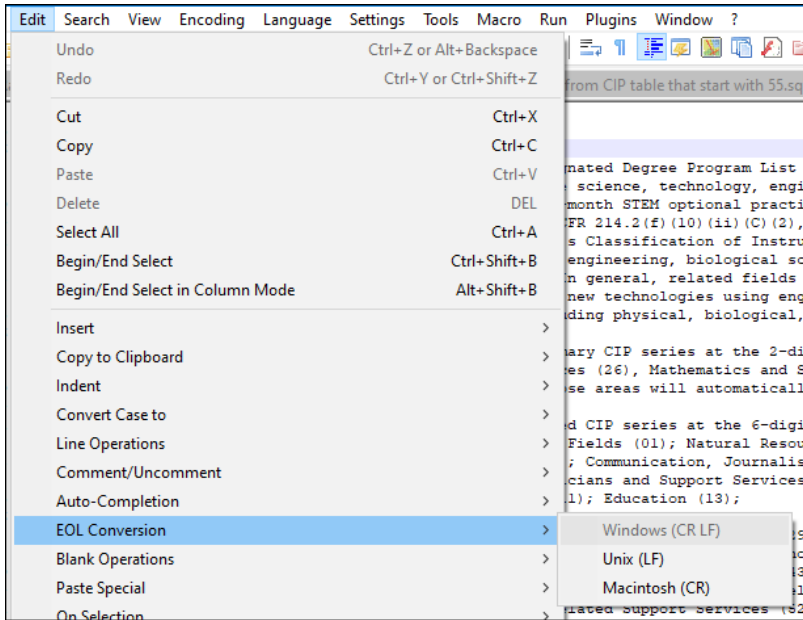 Edit Search View Encoding Language Settings Tools Macro Run Plugins Window ?
Undo Ctrl+Z or Alt+Backspace
Redo Ctrl+Y or Ctrl+Shift+Z
from CIP table that start with 55.sq
Cut Ctrl+X
Copy Ctrl+C
Paste Ctrl+V
Delete DEL
Select All Ctrl+A
Begin/End Select Ctrl+Shift+B
Begin/End Select in Column Mode Alt+Shift+B
Insert >
Copy to Clipboard >
Indent >
Convert Case to >
Line Operations >
Comment/Uncomment >
Auto-Completion >
EOL Conversion >
Blank Operations >
Paste Special >
On Selection >
Windows (CR LF)
Unix (LF)
Macintosh (CR)
nated Degree Program List
science, technology, engi
month STEM optional practi
FR 214.2(f)(10)(ii)(C)(2),
s Classification of Instru
engineering, biological sc
n general, related fields
new technologies using eng
ding physical, biological,
ary CIP series at the 2-di
es (26), Mathematics and S
se areas will automaticall
d CIP series at the 6-digi
Fields (01); Natural Resou
; Communication, Journalis
cians and Support Services
1); Education (13);
lated Support Services (52